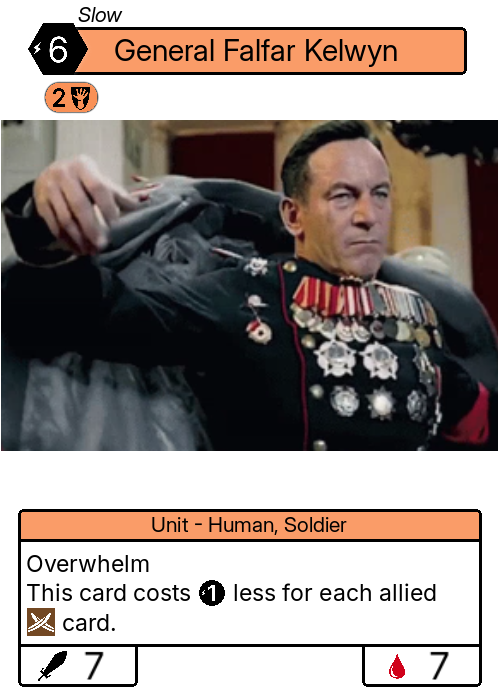 Slow
6 General Falfar Kelwyn
2
Unit - Human, Soldier
Overwhelm
This card costs 1 less for each allied
card.
7 7